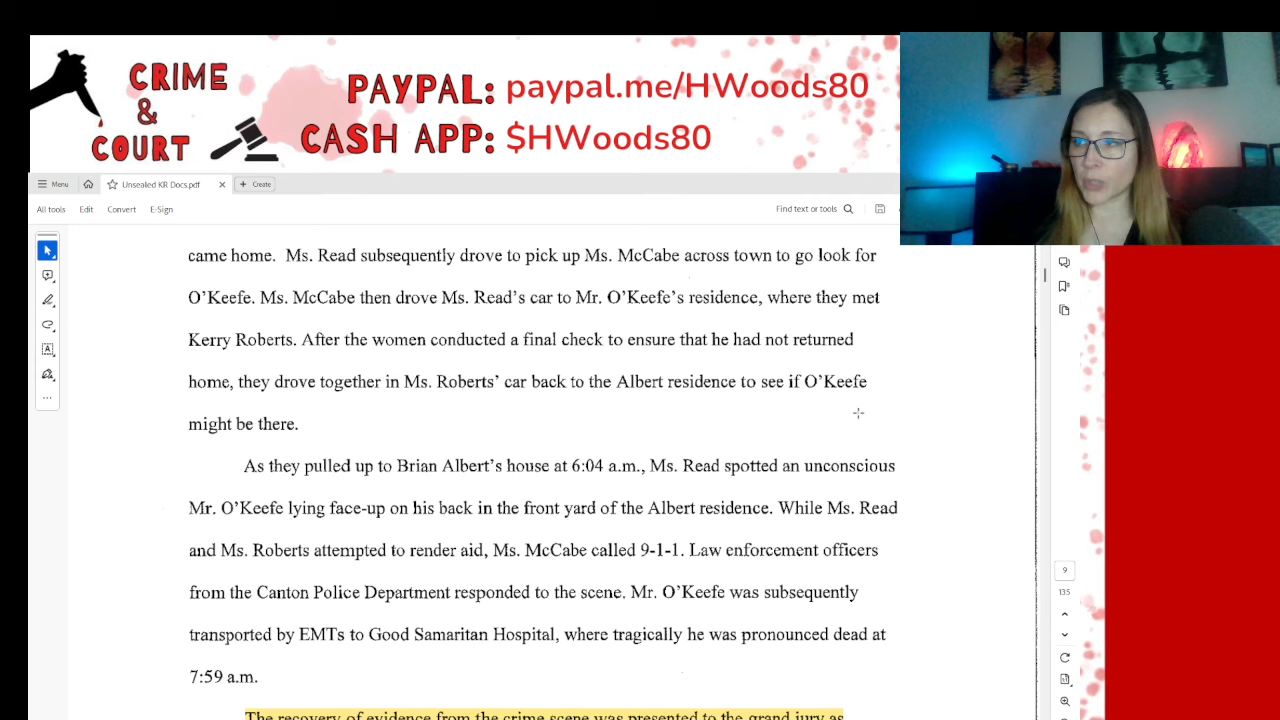 CRIME
&
COURT
PAYPAL: paypal.me/HWoods80
CASH APP: $HWoods80
Menu
Unsealed KR Docs.pdf
Create
All tools
Edit
Convert
E-Sign
Find text or tools
came home. Ms. Read subsequently drove to pick up Ms. McCabe across town to go look for
O'Keefe. Ms. McCabe then drove Ms. Read's car to Mr. O'Keefe's residence, where they met
Kerry Roberts. After the women conducted a final check to ensure that he had not returned
home, they drove together in Ms. Roberts' car back to the Albert residence to see if O'Keefe
might be there.
As they pulled up to Brian Albert's house at 6:04 a.m., Ms. Read spotted an unconscious
Mr. O'Keefe lying face-up on his back in the front yard of the Albert residence. While Ms. Read
and Ms. Roberts attempted to render aid, Ms. McCabe called 9-1-1. Law enforcement officers
from the Canton Police Department responded to the scene. Mr. O'Keefe was subsequently
transported by EMTs to Good Samaritan Hospital, where tragically he was pronounced dead at
7:59 a.m.
The recovery of evidence from the crime scene was presented to the grand jury as
9
135